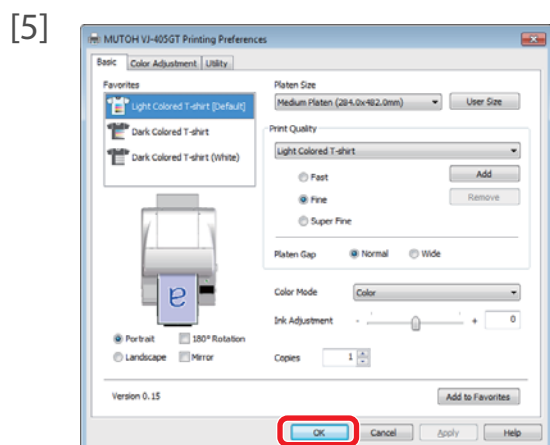 [5]
MUTOH VJ-405GT Printing Preferences
Basic Color Adjustment Utility
Favorites
Light Colored T-shirt [Default]
Dark Colored T-shirt
Dark Colored T-shirt (White)
a
Portrait 180° Rotation
Landscape Mirror
Platen Size
Medium Platen (284.0x482.0mm) User Size
Print Quality
Light Colored T-shirt
Fast Add
Fine Remove
Super Fine
Platen Gap Normal Wide
Color Mode Color
Ink Adjustment - + 0
Copies 1
Version 0.15 Add to Favorites
OK Cancel Apply Help